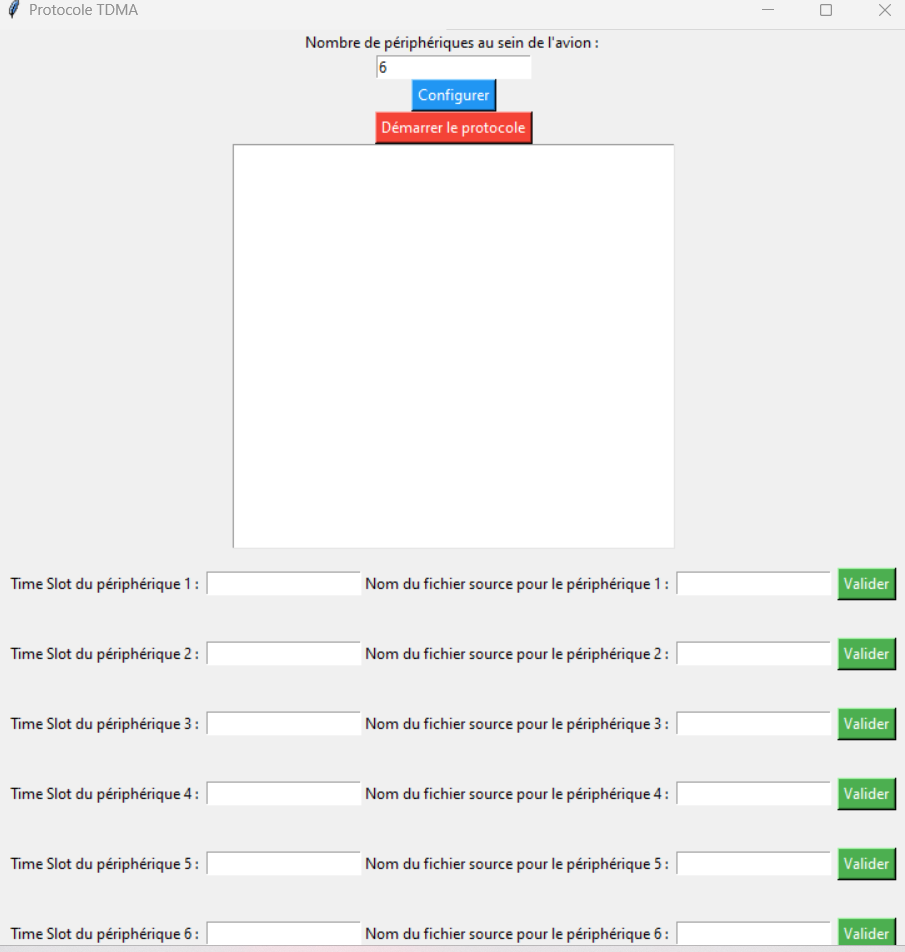 Protocole TDMA
Nombre de périphériques au sein de l'avion :
6
Configurer
Démarrer le protocole
Time Slot du périphérique 1 : Nom du fichier source pour le périphérique 1 : Valider
Time Slot du périphérique 2 : Nom du fichier source pour le périphérique 2 : Valider
Time Slot du périphérique 3 : Nom du fichier source pour le périphérique 3 : Valider
Time Slot du périphérique 4 : Nom du fichier source pour le périphérique 4 : Valider
Time Slot du périphérique 5 : Nom du fichier source pour le périphérique 5 : Valider
Time Slot du périphérique 6 : Nom du fichier source pour le périphérique 6 : Valider